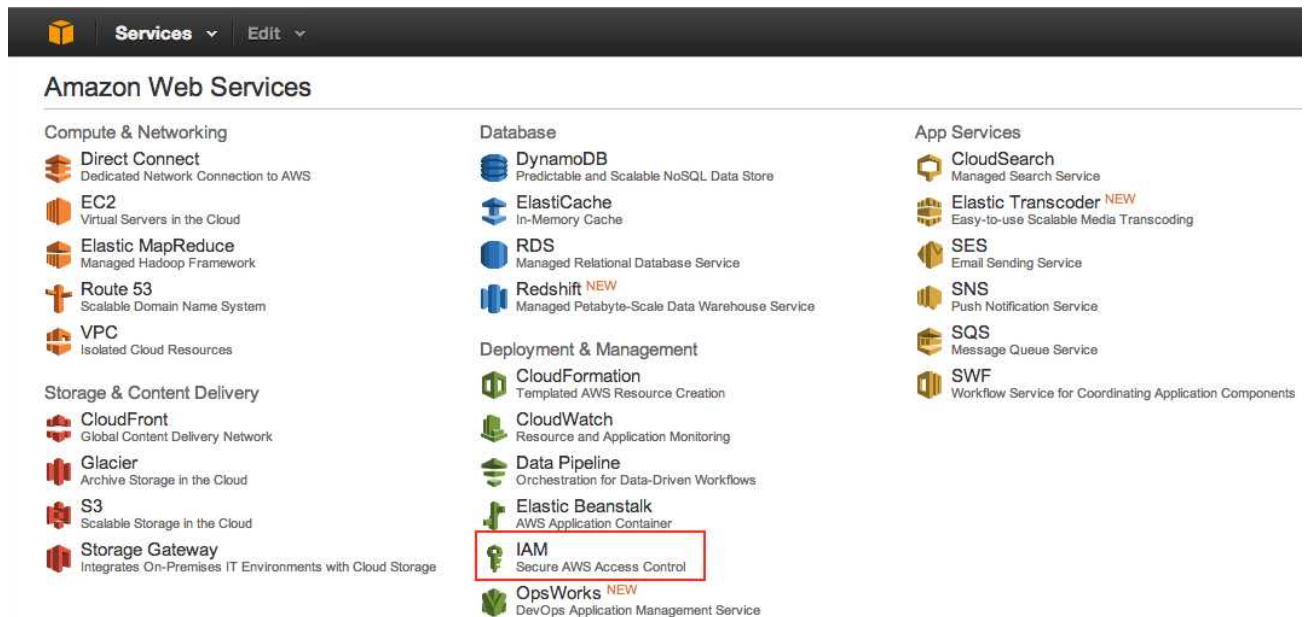 Services Edit
Amazon Web Services
Compute & Networking
Direct Connect
Dedicated Network Connection to AWS
EC2
Virtual Servers in the Cloud
Elastic MapReduce
Managed Hadoop Framework
Route 53
Scalable Domain Name System
VPC
Isolated Cloud Resources
Storage & Content Delivery
CloudFront
Global Content Delivery Network
Glacier
Archive Storage in the Cloud
S3
Scalable Storage in the Cloud
Storage Gateway
Integrates On-Premises IT Environments with Cloud Storage
Database
DynamoDB
Predictable and Scalable NoSQL Data Store
ElastiCache
In-Memory Cache
RDS
Managed Relational Database Service
Redshift NEW
Managed Petabyte-Scale Data Warehouse Service
Deployment & Management
CloudFormation
Templated AWS Resource Creation
CloudWatch
Resource and Application Monitoring
Data Pipeline
Orchestration for Data-Driven Workflows
Elastic Beanstalk
AWS Application Container
IAM
Secure AWS Access Control
OpsWorks NEW
DevOps Application Management Service
App Services
CloudSearch
Managed Search Service
Elastic Transcoder NEW
Easy-to-use Scalable Media Transcoding
SES
Email Sending Service
SNS
Push Notification Service
SQS
Message Queue Service
SWF
Workflow Service for Coordinating Application Components